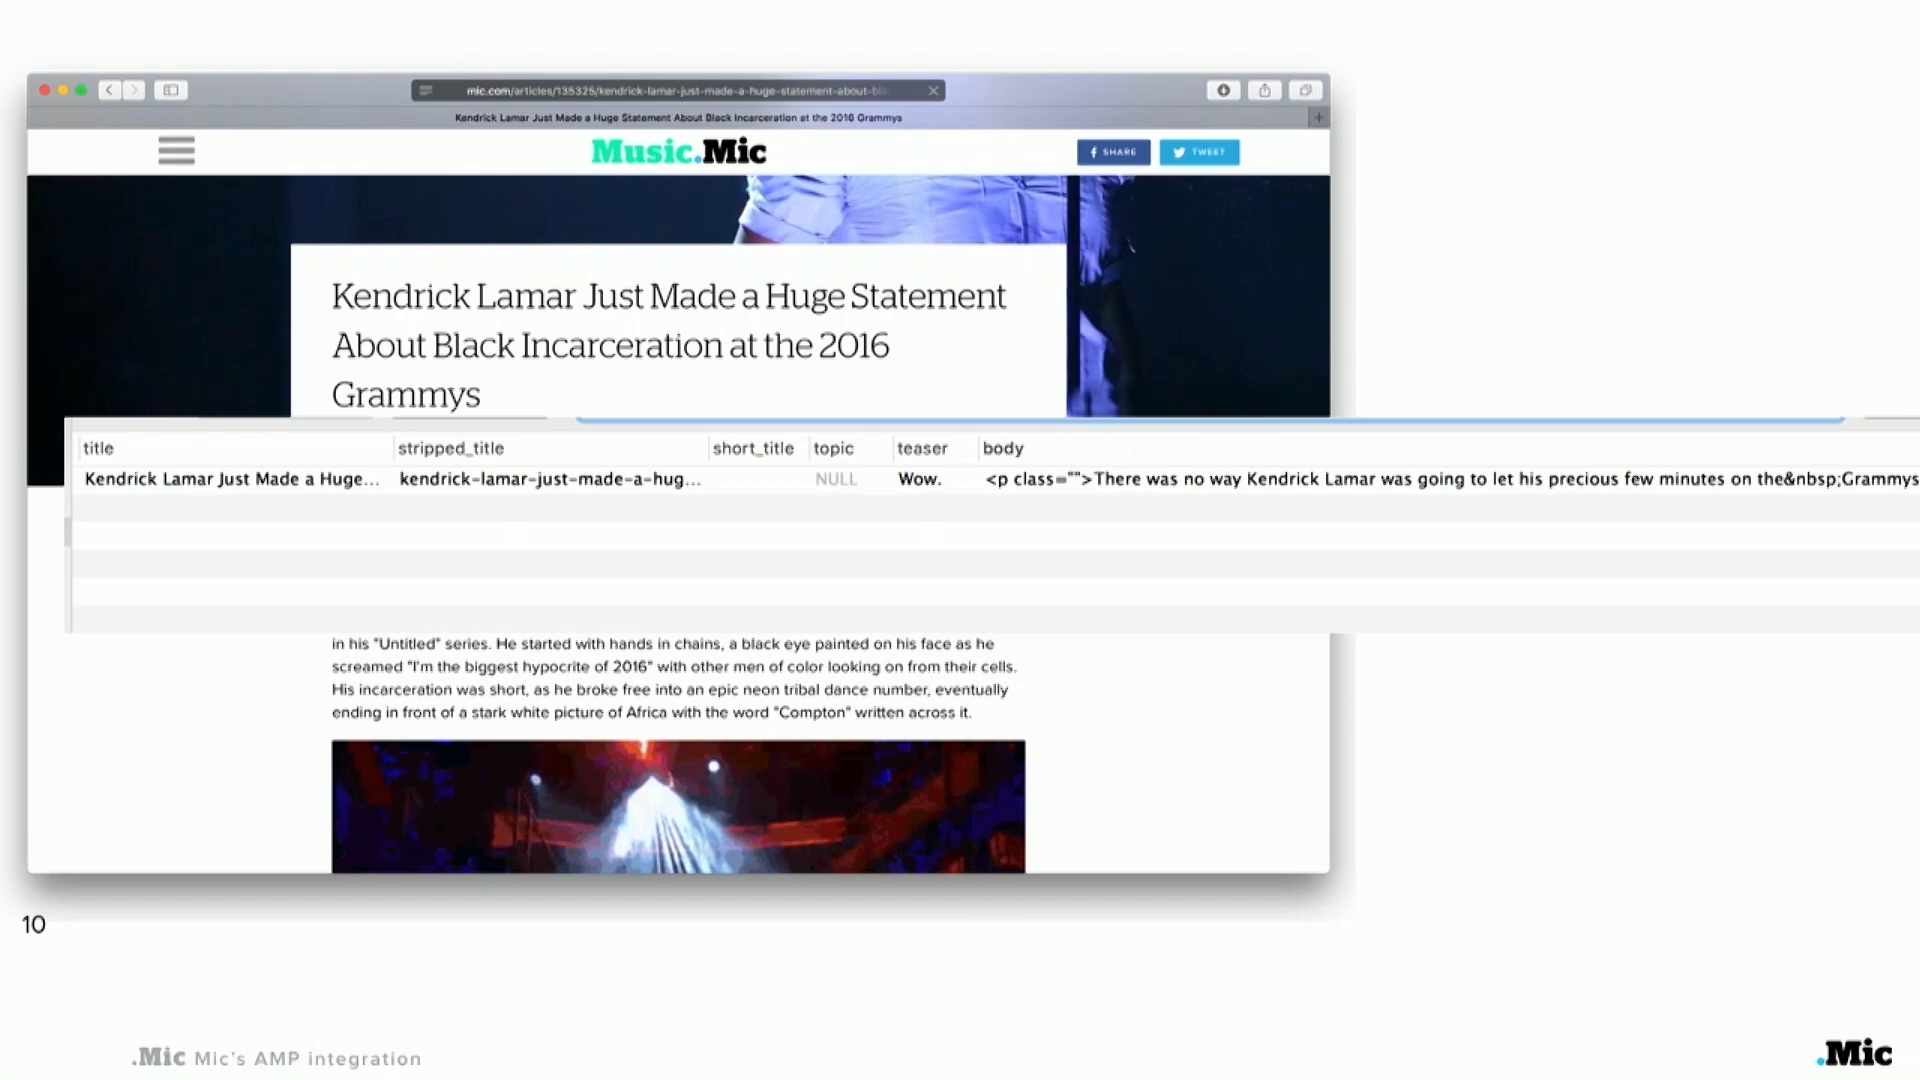 mic.com/articles/135325/kendrick-lamar-just-made-a-huge-statement-about-bla
Kendrick Lamar Just Made a Huge Statement About Black Incarceration at the 2016 Grammys
Music.Mic
SHARE
TWEET
Kendrick Lamar Just Made a Huge Statement
About Black Incarceration at the 2016
Grammys
title stripped_title short_title topic teaser body
Kendrick Lamar Just Made a Huge... kendrick-lamar-just-made-a-hug... NULL Wow. <p class="">There was no way Kendrick Lamar was going to let his precious few minutes on the&nbsp;Grammys
in his "Untitled" series. He started with hands in chains, a black eye painted on his face as he
screamed "I'm the biggest hypocrite of 2016" with other men of color looking on from their cells.
His incarceration was short, as he broke free into an epic neon tribal dance number, eventually
ending in front of a stark white picture of Africa with the word "Compton" written across it.
10
.Mic Mic's AMP integration
.Mic